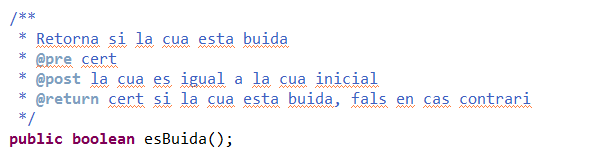 /**
 * Retorna si la cua esta buida
 * @pre cert
 * @post la cua es igual a la cua inicial
 * @return cert si la cua esta buida, fals en cas contrari
 */
public boolean esBuida();